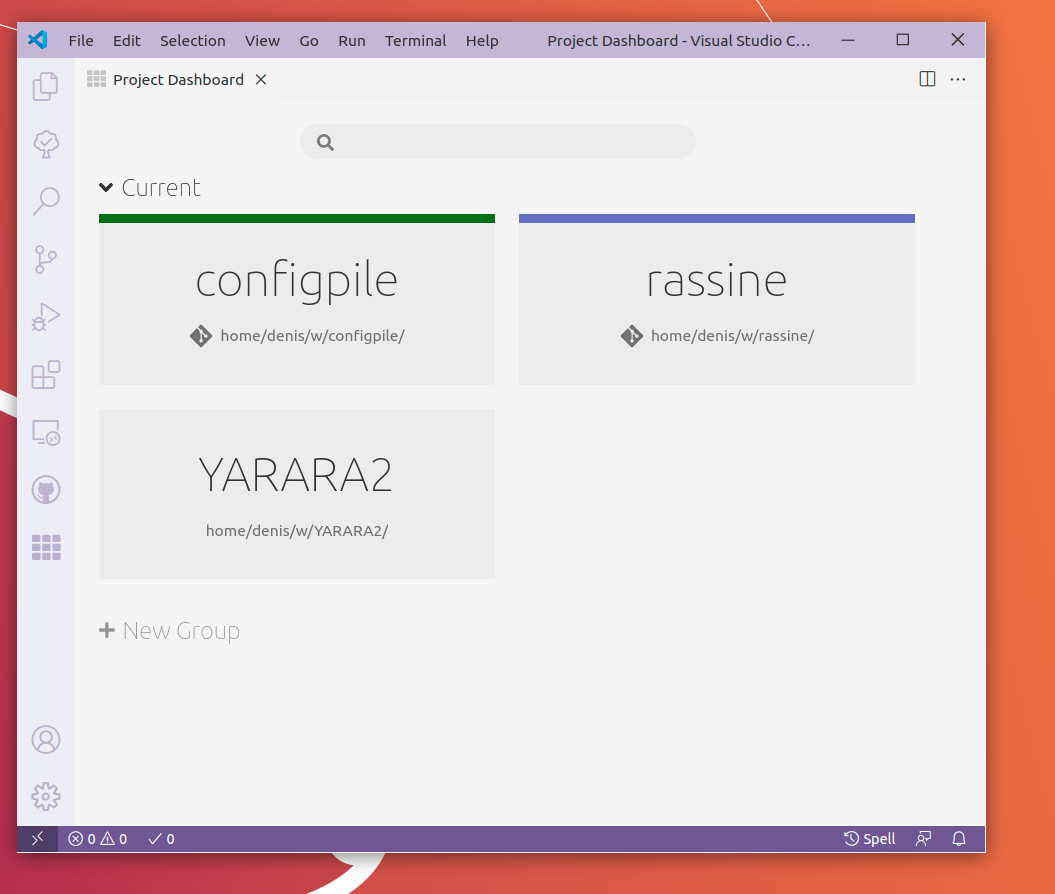 File Edit Selection View Go Run Terminal Help Project Dashboard - Visual Studio C...
Project Dashboard
Current
configpile
home/denis/w/configpile/
rassine
home/denis/w/rassine/
YARARA2
home/denis/w/YARARA2/
New Group
0 0 0 Spell